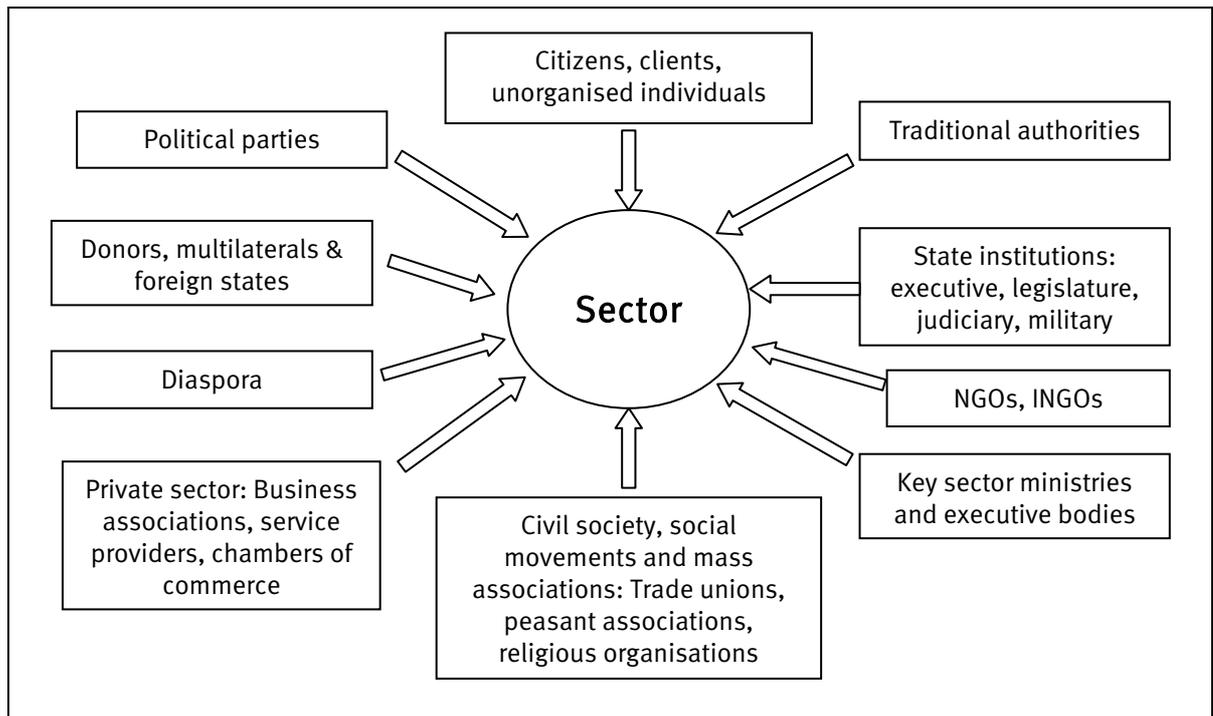 Citizens, clients,
unorganised individuals
Political parties
Traditional authorities
Donors, multilaterals &
foreign states
State institutions:
executive, legislature,
judiciary, military
Sector
Diaspora
NGOs, INGOs
Private sector: Business
associations, service
providers, chambers of
commerce
Civil society, social
movements and mass
associations: Trade unions,
peasant associations,
religious organisations
Key sector ministries
and executive bodies